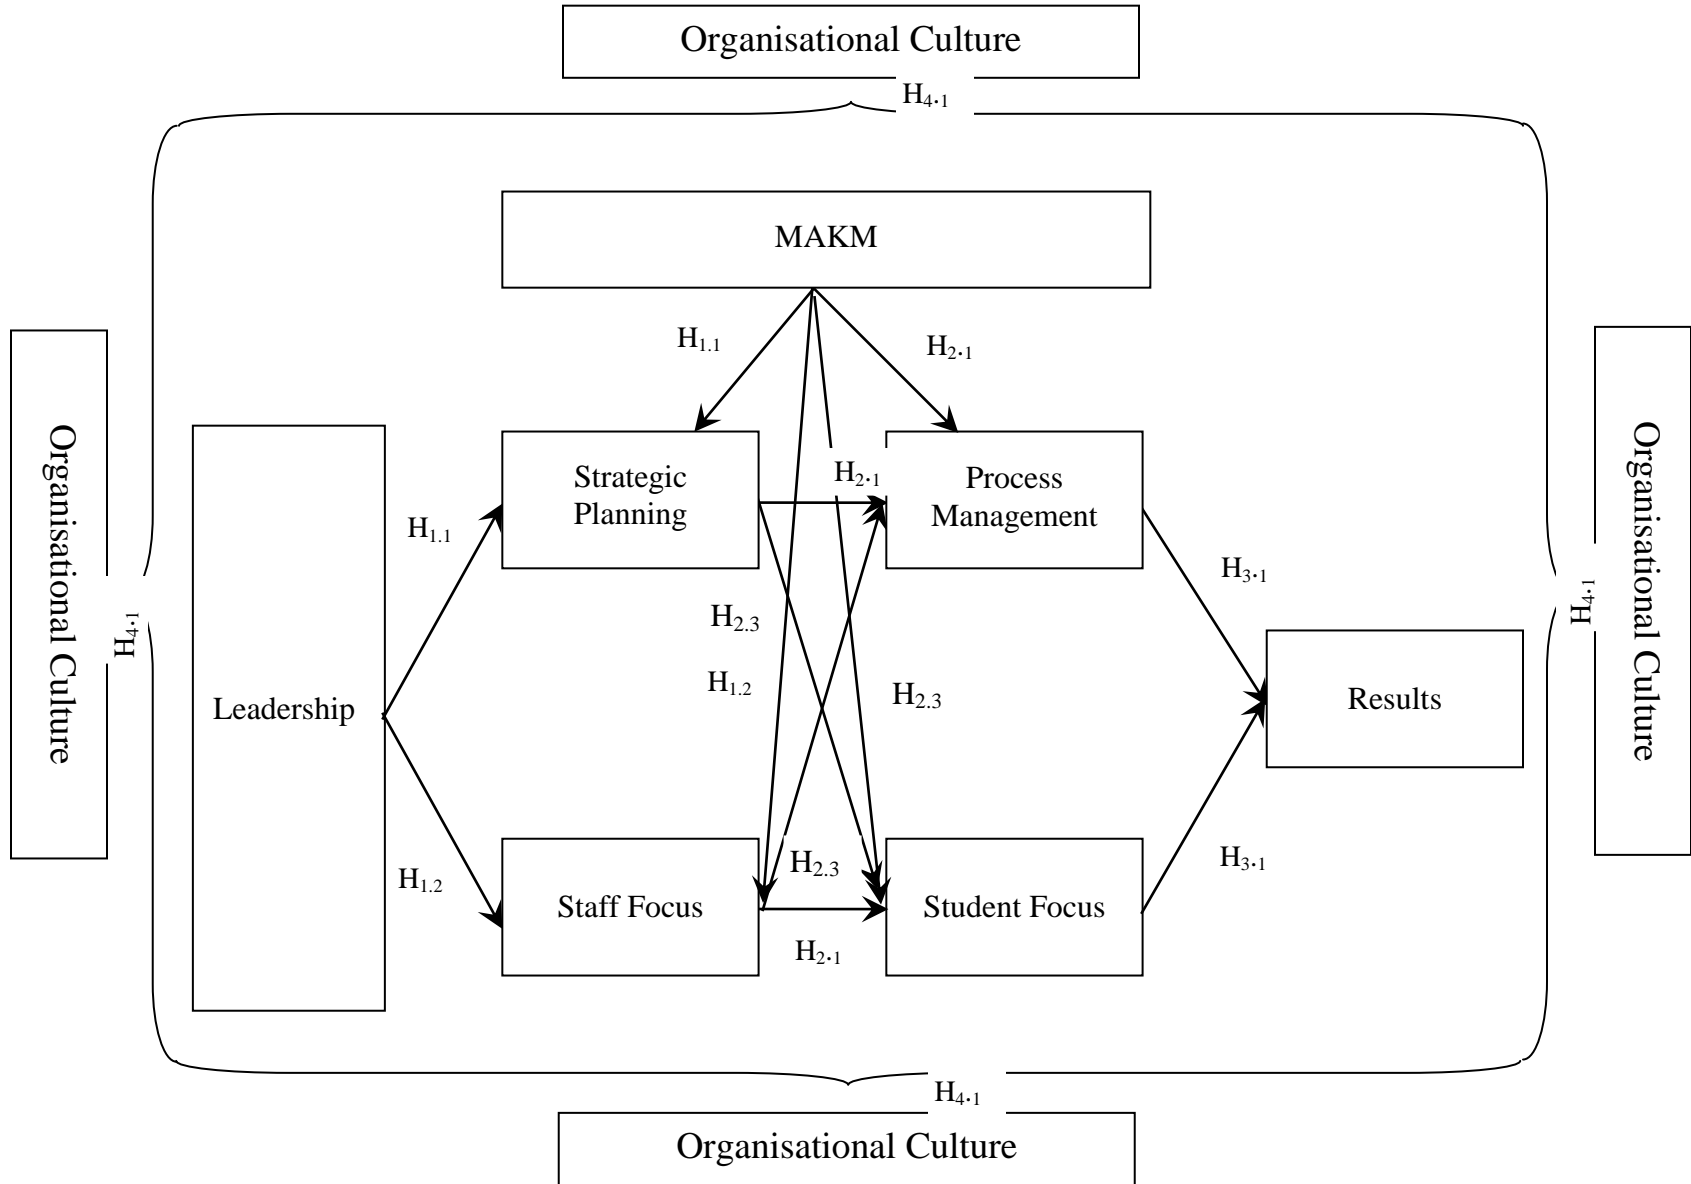 Organisational Culture
H4.1
MAKM
H1.1
H2.1
Organisational Culture
H4.1
Leadership
H1.1
H1.2
Strategic
Planning
H2.1
Process
Management
H2.3
H1.2
H2.3
Staff Focus
H2.3
H2.1
Student Focus
H3.1
H3.1
Results
H4.1
Organisational Culture
H4.1
Organisational Culture